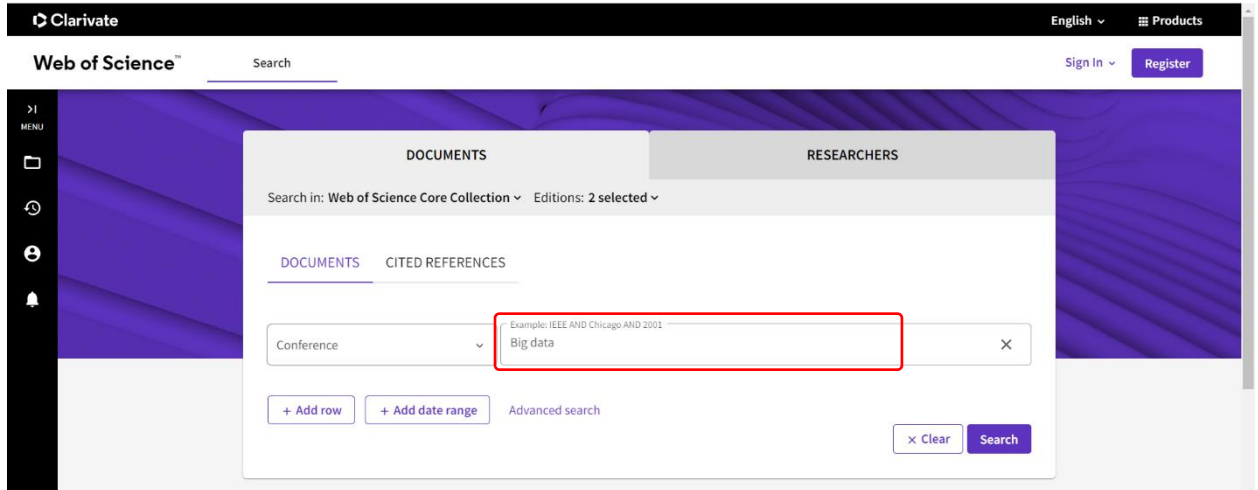 Clarivate
English
Products
Web of Science™
Search
Sign In
Register
MENU
DOCUMENTS
RESEARCHERS
Search in: Web of Science Core Collection
Editions: 2 selected
DOCUMENTS
CITED REFERENCES
Example: IEEE AND Chicago AND 2001
Conference
Big data
+ Add row
+ Add date range
Advanced search
× Clear
Search